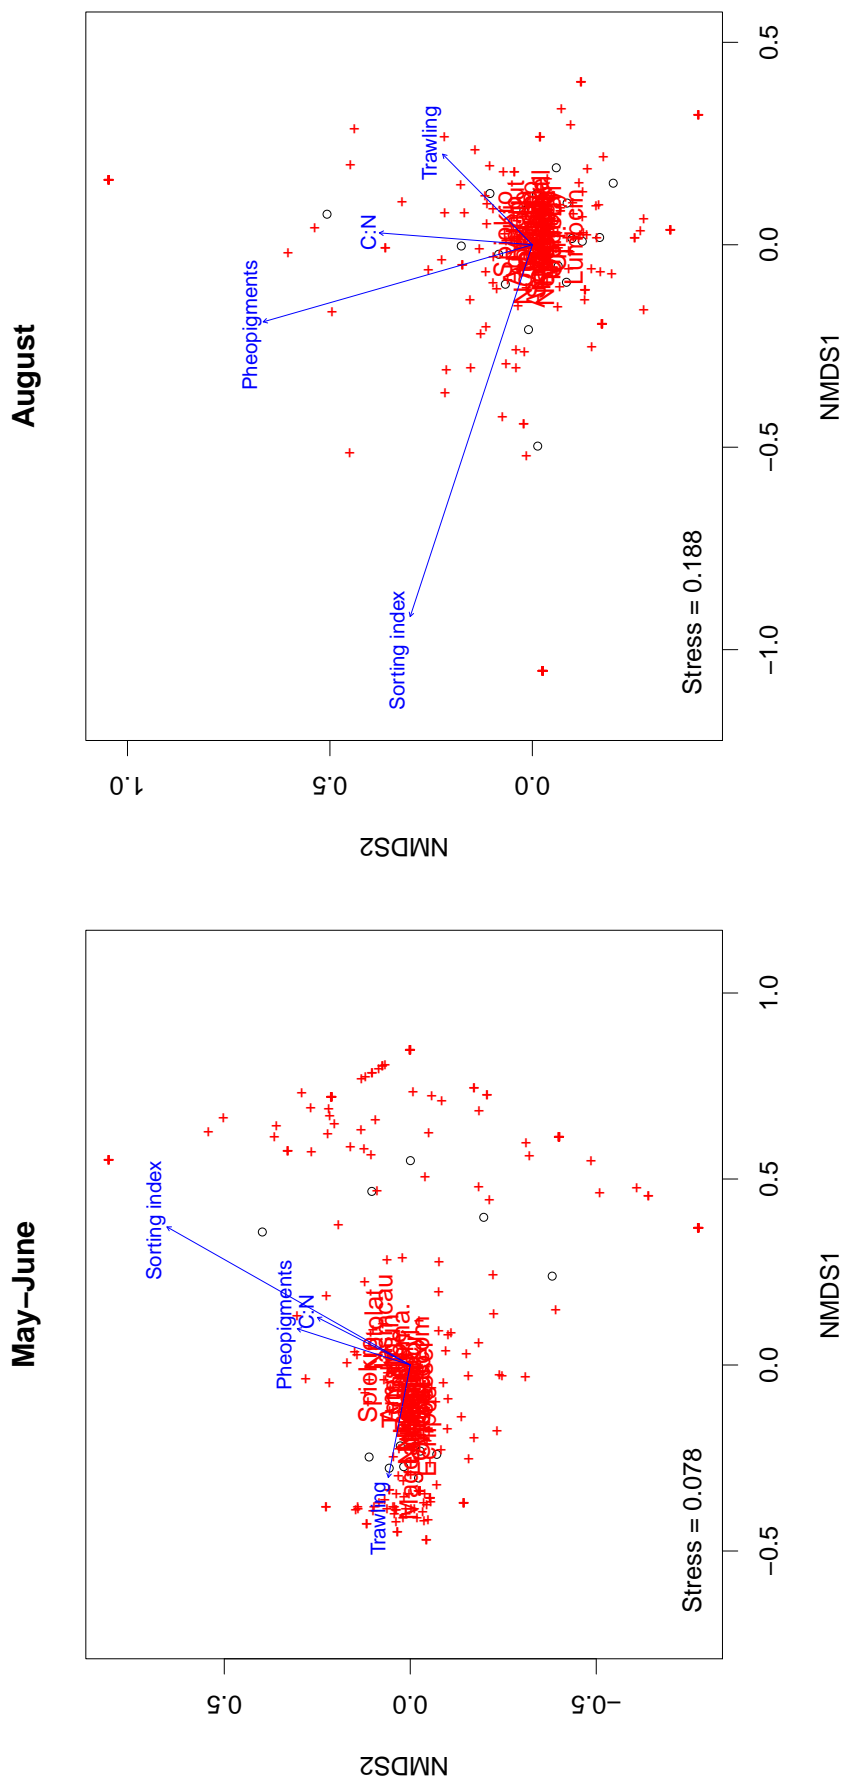 May−June
Sorting index
Pheopigments
C:N
Trawling
Stress = 0.078
−0.5
0.0
0.5
1.0
NMDS1
−0.5
0.0
0.5
NMDS2
August
Pheopigments
C:N
Trawling
Sorting index
Stress = 0.188
−1.0
−0.5
0.0
0.5
NMDS1
0.0
0.5
1.0
NMDS2